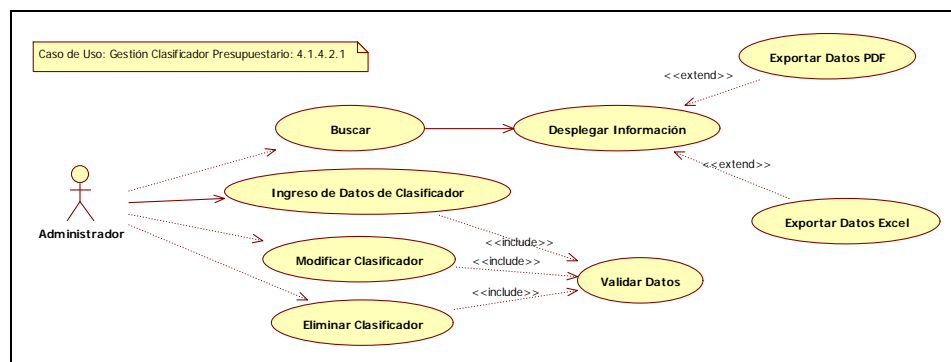 Caso de Uso: Gestión Clasificador Presupuestario: 4.1.4.2.1
Exportar Datos PDF
<<extend>>
Buscar
Desplegar Información
<<extend>>
Ingreso de Datos de Clasificador
Administrador
Exportar Datos Excel
<<include>>
Modificar Clasificador
<<include>>
Validar Datos
<<include>>
Eliminar Clasificador